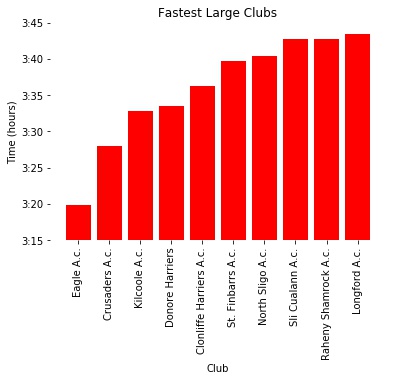 Fastest Large Clubs
3:45
3:40
3:35
3:30
3:25
3:20
3:15
Time (hours)
Eagle A.c.
Crusaders A.c.
Kilcoole A.c.
Donore Harriers
Clonliffe Harriers A.c.
St. Finbarrs A.c.
North Sligo A.c.
Sli Cualann A.c.
Raheny Shamrock A.c.
Longford A.c.
Club